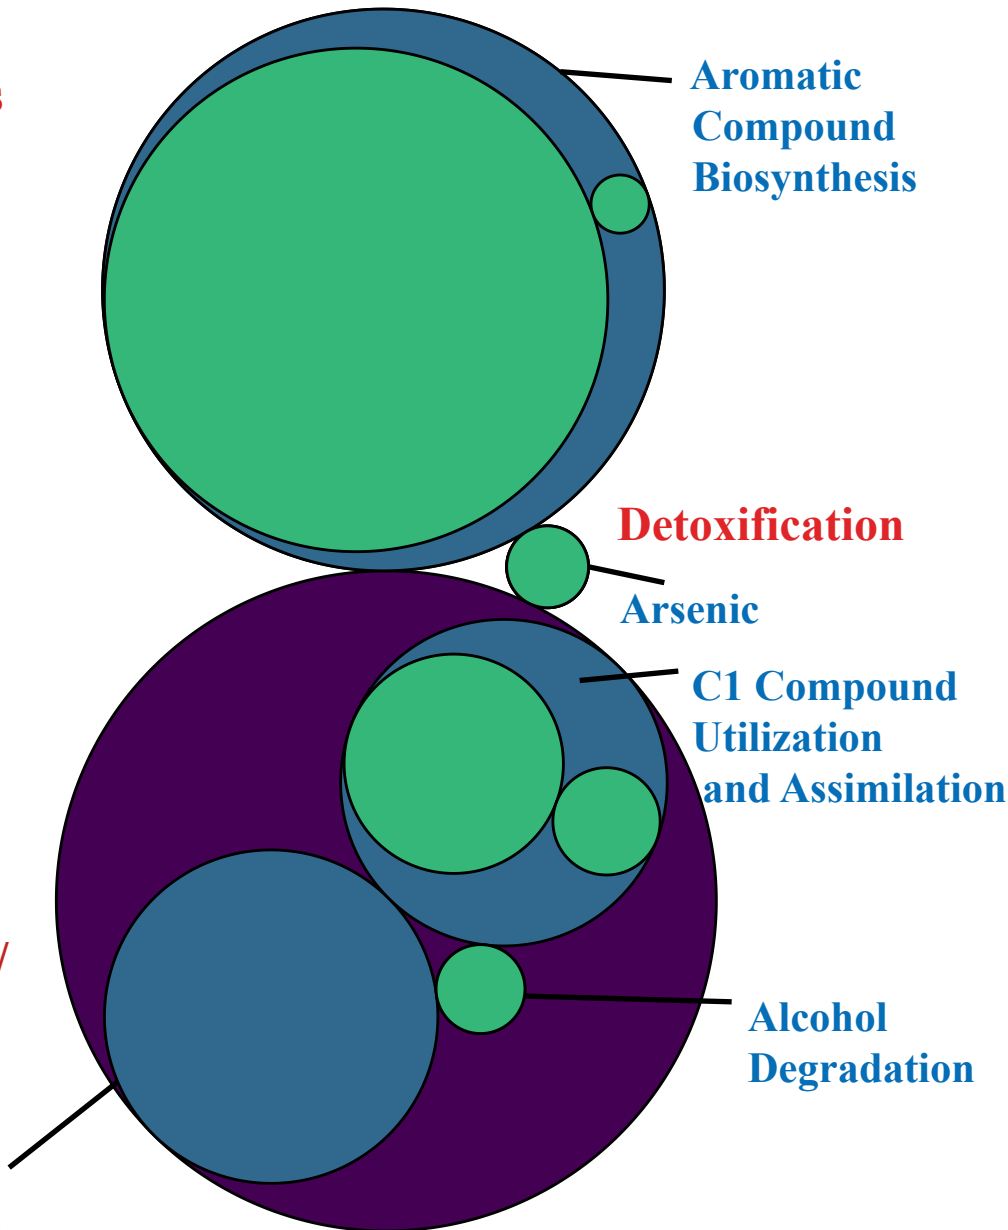 Aromatic
Compound
Biosynthesis
Detoxification
Arsenic
C1 Compound
Utilization
and Assimilation
Alcohol
Degradation